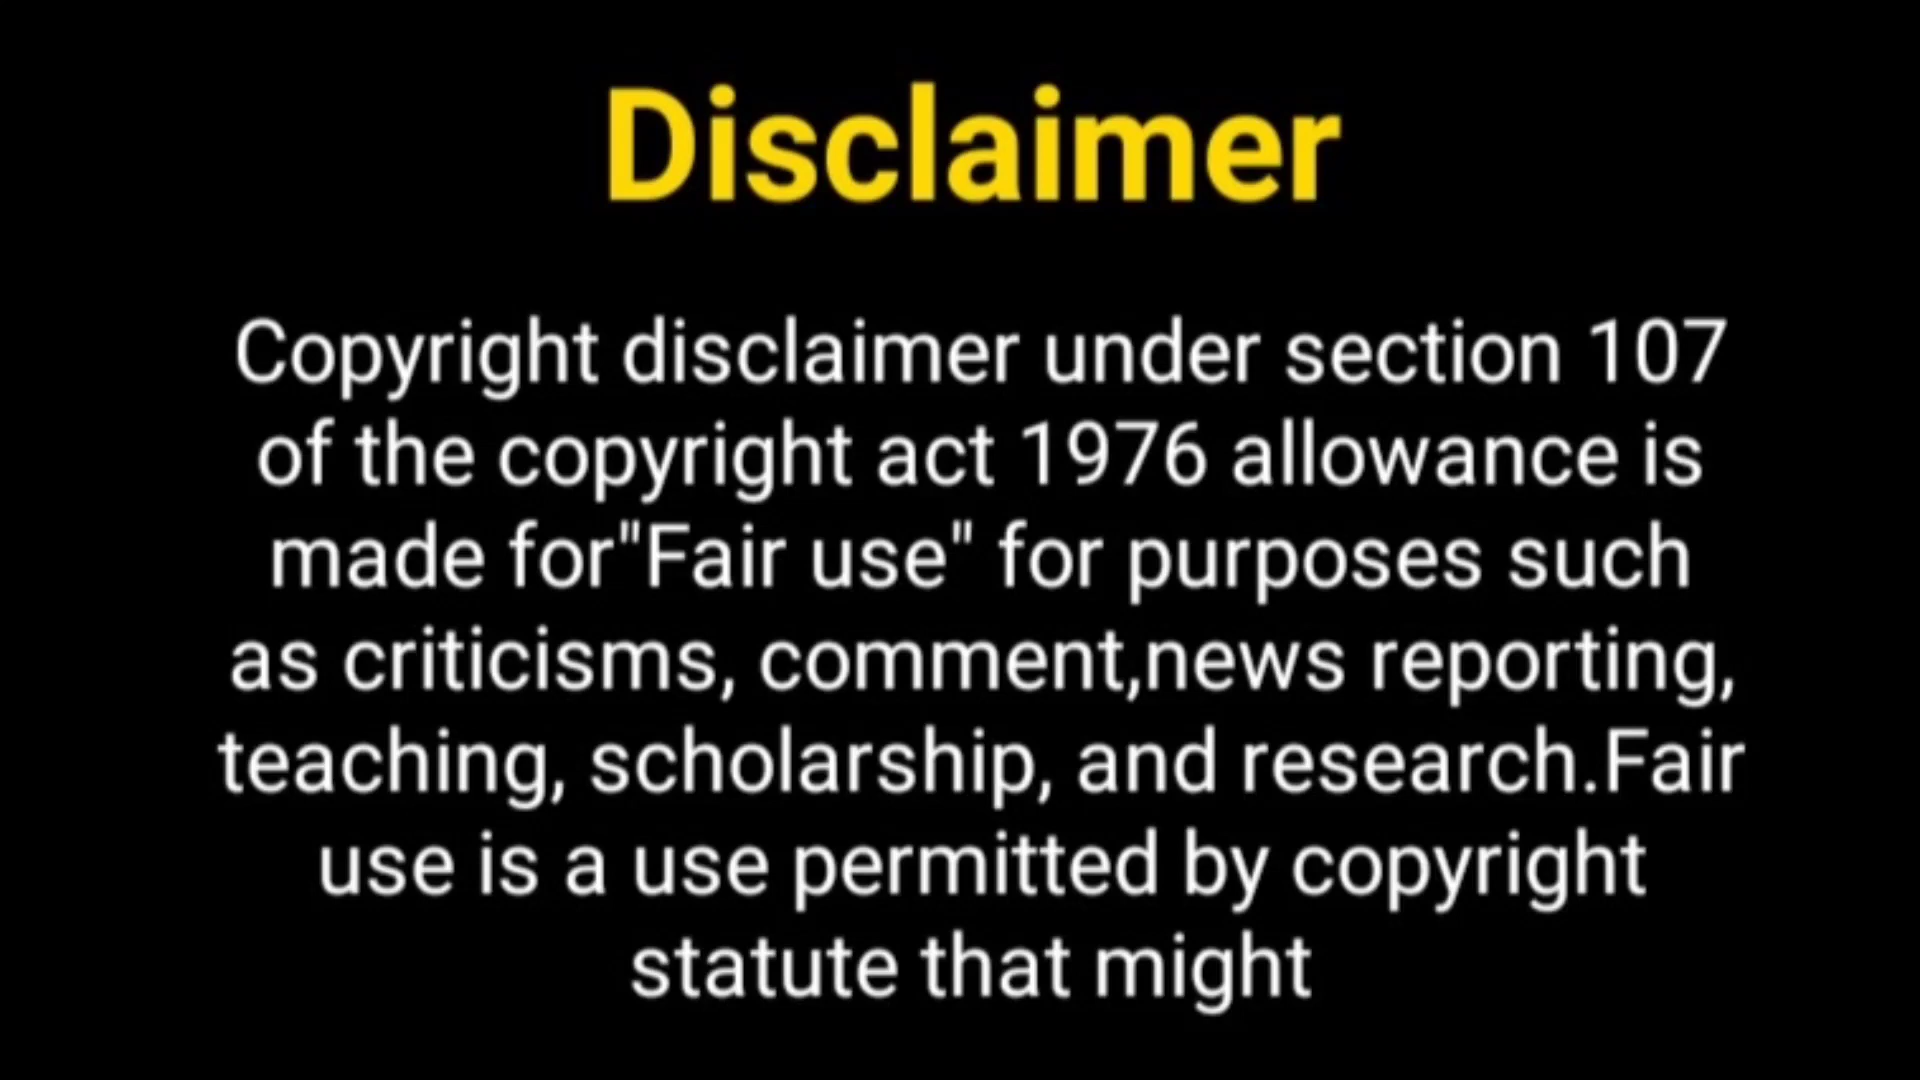 Disclaimer
Copyright disclaimer under section 107
of the copyright act 1976 allowance is
made for"Fair use" for purposes such
as criticisms, comment,news reporting,
teaching, scholarship, and research.Fair
use is a use permitted by copyright
statute that might